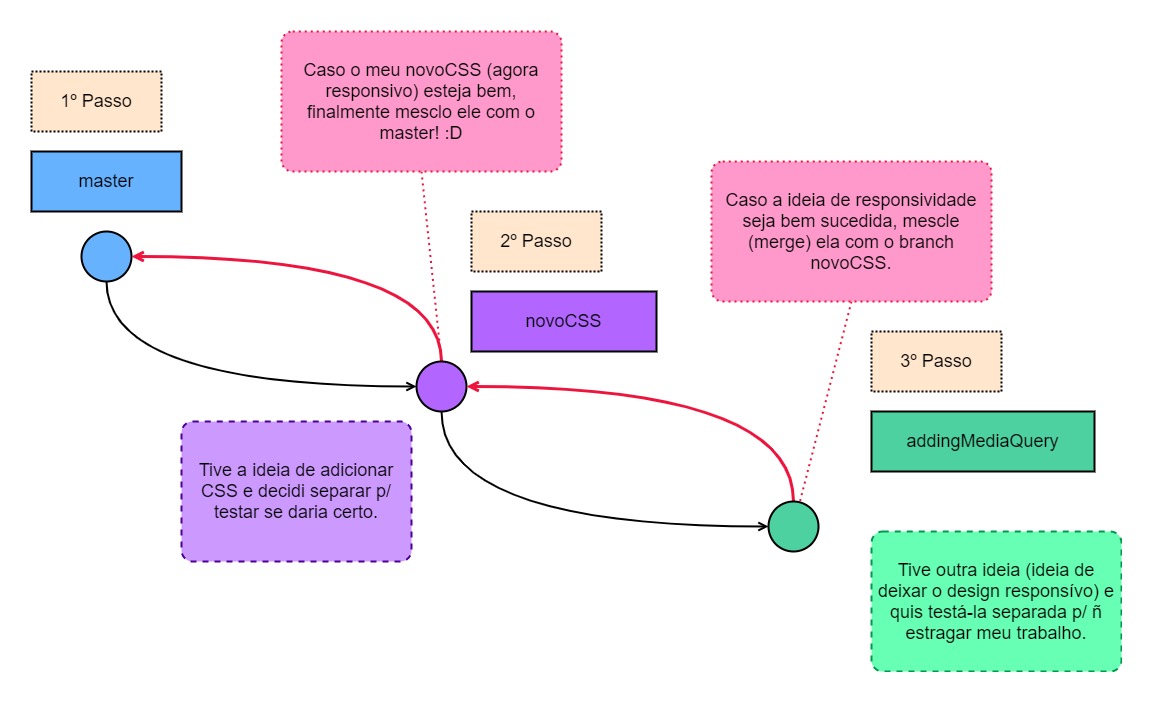 1º Passo
master
Caso o meu novoCSS (agora
responsivo) esteja bem,
finalmente mesclo ele com o
master! :D
2º Passo
novoCSS
Caso a ideia de responsividade
seja bem sucedida, mescle
(merge) ela com o branch
novoCSS.
3º Passo
addingMediaQuery
Tive a ideia de adicionar
CSS e decidi separar p/
testar se daria certo.
Tive outra ideia (ideia de
deixar o design responsívo) e
quis testá-la separada p/ ñ
estragar meu trabalho.